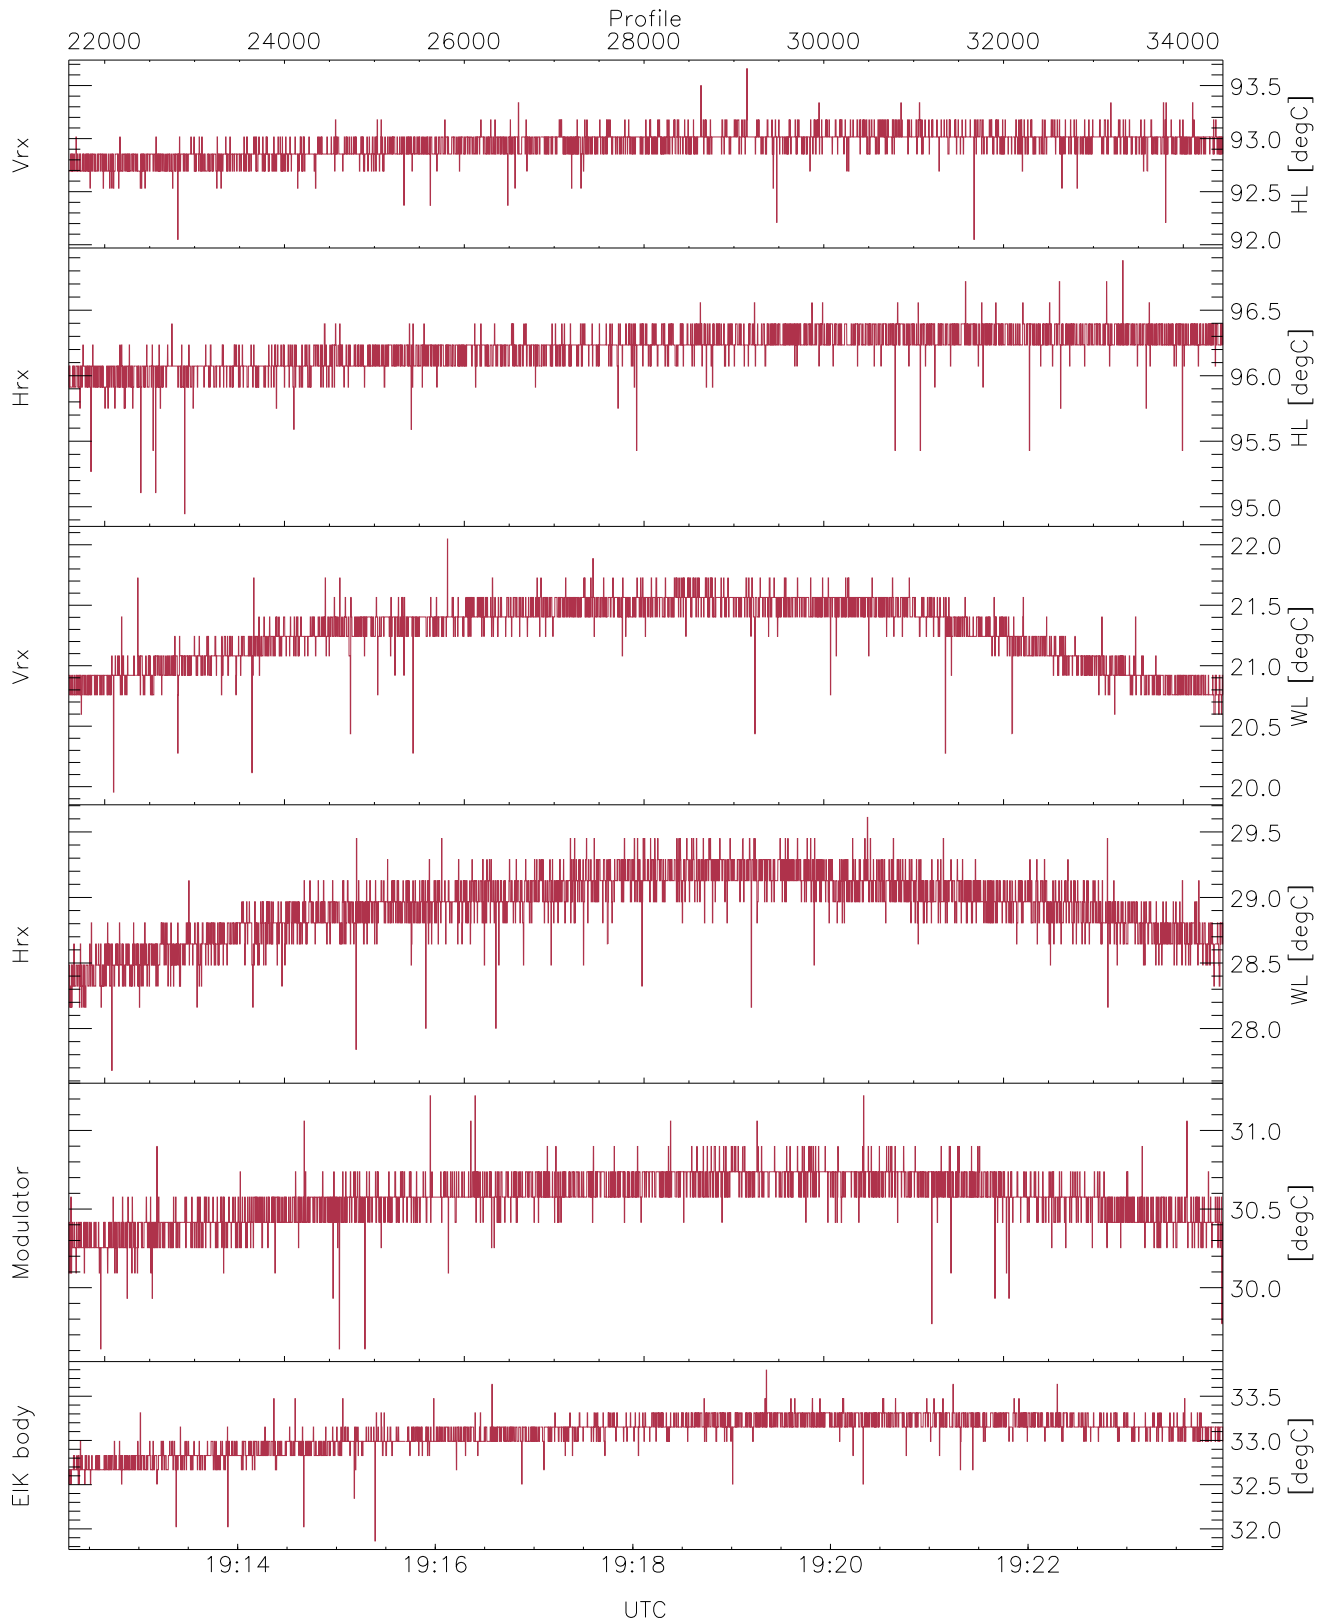 Profile
22000 24000 26000 28000 30000 32000 34000
Vrx
93.5
93.0
92.5
92.0
HL [degC]
Hrx
96.5
96.0
95.5
95.0
HL [degC]
Vrx
22.0
21.5
21.0
20.5
20.0
WL [degC]
Hrx
29.5
29.0
28.5
28.0
WL [degC]
Modulator
31.0
30.5
30.0
[degC]
EIK body
33.5
33.0
32.5
32.0
[degC]
19:14 19:16 19:18 19:20 19:22
UTC